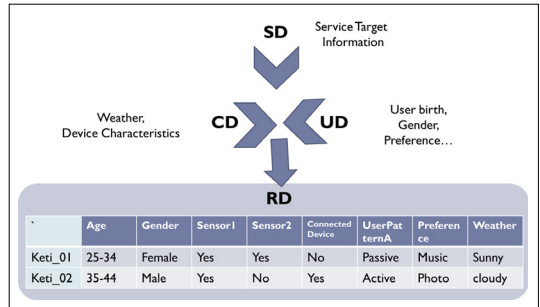 SD
Service Target
Information
Weather,
Device Characteristics
CD
UD
User birth,
Gender,
Preference...
RD
` Age Gender Sensor1 Sensor2 Connected Device UserPat ternA Preferen ce Weather
Keti_01 25-34 Female Yes Yes No Passive Music Sunny
Keti_02 35-44 Male Yes No Yes Active Photo cloudy